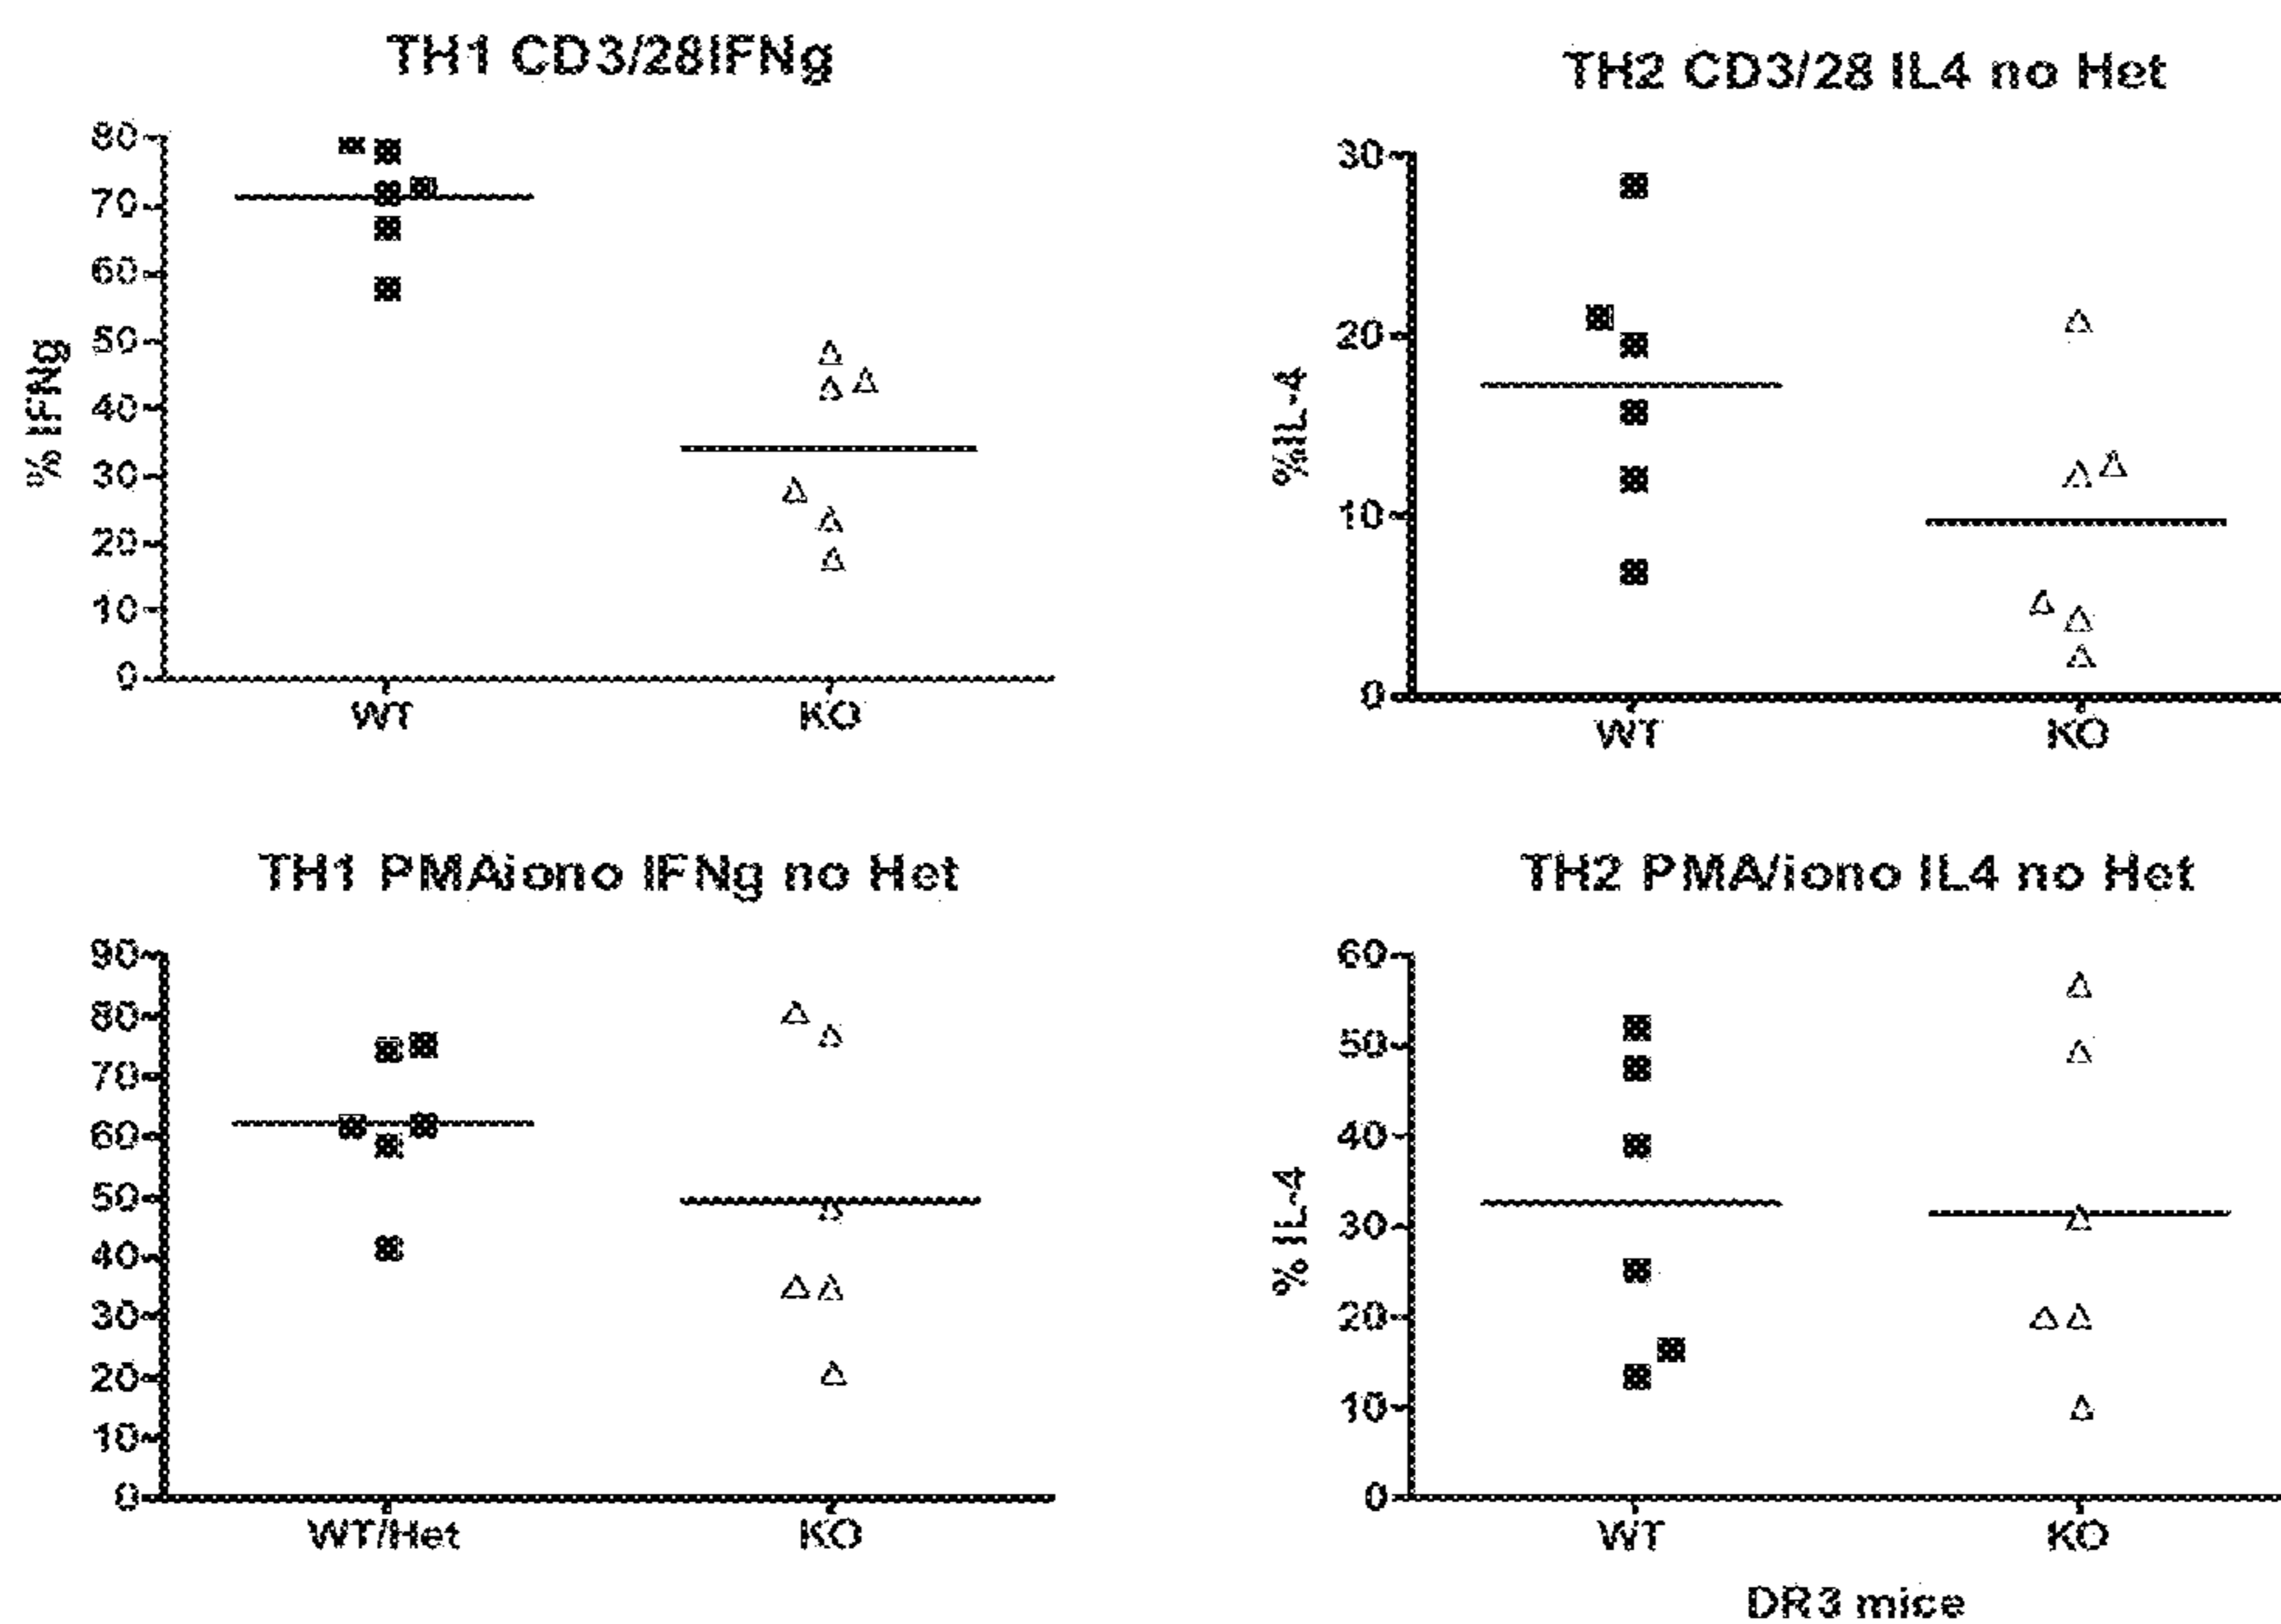 TH1 CD3/28IFNg
80
70
60
50
40
30
20
10
0
% IFNg
WT
KO
TH2 CD3/28 IL4 no Het
30
20
10
0
%IL-4
WT
KO
TH1 PMAiono IFNg no Het
90
80
70
60
50
40
30
20
10
0
WT/Het
KO
TH2 PMA/iono IL4 no Het
60
50
40
30
20
10
0
% IL-4
WT
KO
DR3 mice